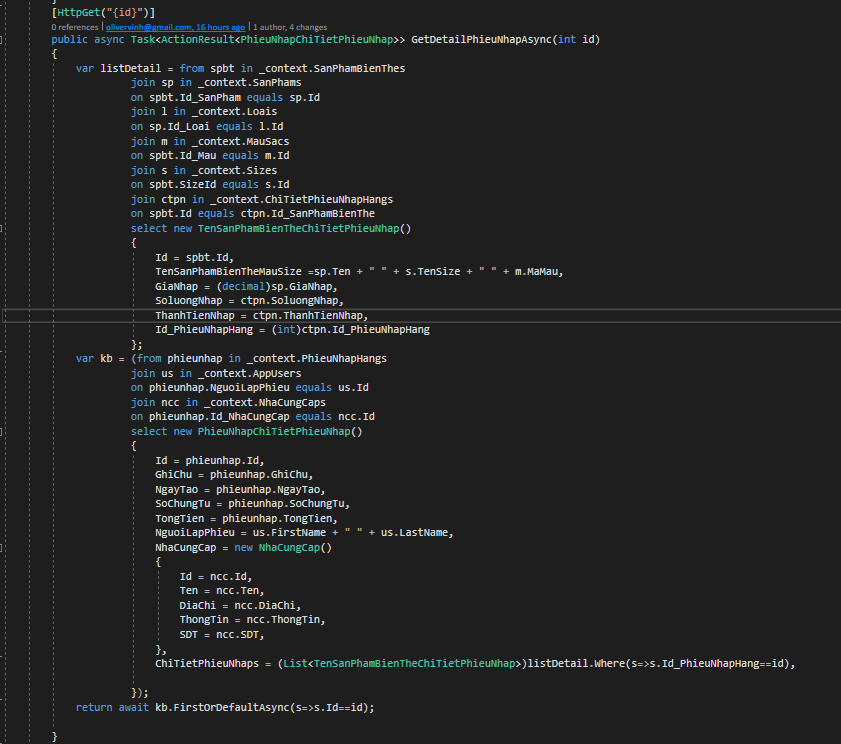 [HttpGet("{id}")]
0 references | olivervinh@gmail.com, 16 hours ago | 1 author, 4 changes
public async Task<ActionResult<PhieuNhapChiTietPhieuNhap>> GetDetailPhieuNhapAsync(int id)
{
var listDetail = from spbt in _context.SanPhamBienThes
join sp in _context.SanPhams
on spbt.Id_SanPham equals sp.Id
join l in _context.Loais
on sp.Id_Loai equals l.Id
join m in _context.MauSacs
on spbt.Id_Mau equals m.Id
join s in _context.Sizes
on spbt.SizeId equals s.Id
join ctpn in _context.ChiTietPhieuNhapHangs
on spbt.Id equals ctpn.Id_SanPhamBienThe
select new TenSanPhamBienTheChiTietPhieuNhap()
{
Id = spbt.Id,
TenSanPhamBienTheMauSize =sp.Ten + " " + s.TenSize + " " + m.MaMau,
GiaNhap = (decimal)sp.GiaNhap,
SoluongNhap = ctpn.SoluongNhap,
ThanhTienNhap = ctpn.ThanhTienNhap,
Id_PhieuNhapHang = (int)ctpn.Id_PhieuNhapHang
};
var kb = (from phieunhap in _context.PhieuNhapHangs
join us in _context.AppUsers
on phieunhap.NguoiLapPhieu equals us.Id
join ncc in _context.NhaCungCaps
on phieunhap.Id_NhaCungCap equals ncc.Id
select new PhieuNhapChiTietPhieuNhap()
{
Id = phieunhap.Id,
GhiChu = phieunhap.GhiChu,
NgayTao = phieunhap.NgayTao,
SoChungTu = phieunhap.SoChungTu,
TongTien = phieunhap.TongTien,
NguoiLapPhieu = us.FirstName + " " + us.LastName,
NhaCungCap = new NhaCungCap()
{
Id = ncc.Id,
Ten = ncc.Ten,
DiaChi = ncc.DiaChi,
ThongTin = ncc.ThongTin,
SDT = ncc.SDT,
},
ChiTietPhieuNhaps = (List<TenSanPhamBienTheChiTietPhieuNhap>)listDetail.Where(s=>s.Id_PhieuNhapHang==id),
});
return await kb.FirstOrDefaultAsync(s=>s.Id==id);
}